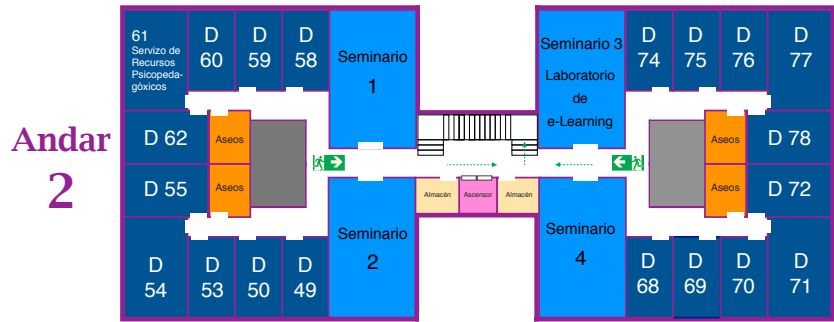 Andar
2
61
Servizo de
Recursos
Psicopeda-
góxicos
D
60
D
59
D
58
Seminario
1
Seminario 3
Laboratorio
de
e-Learning
D
74
D
75
D
76
D
77
D 62
Aseos
D 55
Aseos
Aseos
D 78
Aseos
D 72
Almacén
Ascensor
Almacén
D
54
D
53
D
50
D
49
Seminario
2
Seminario
4
D
68
D
69
D
70
D
71